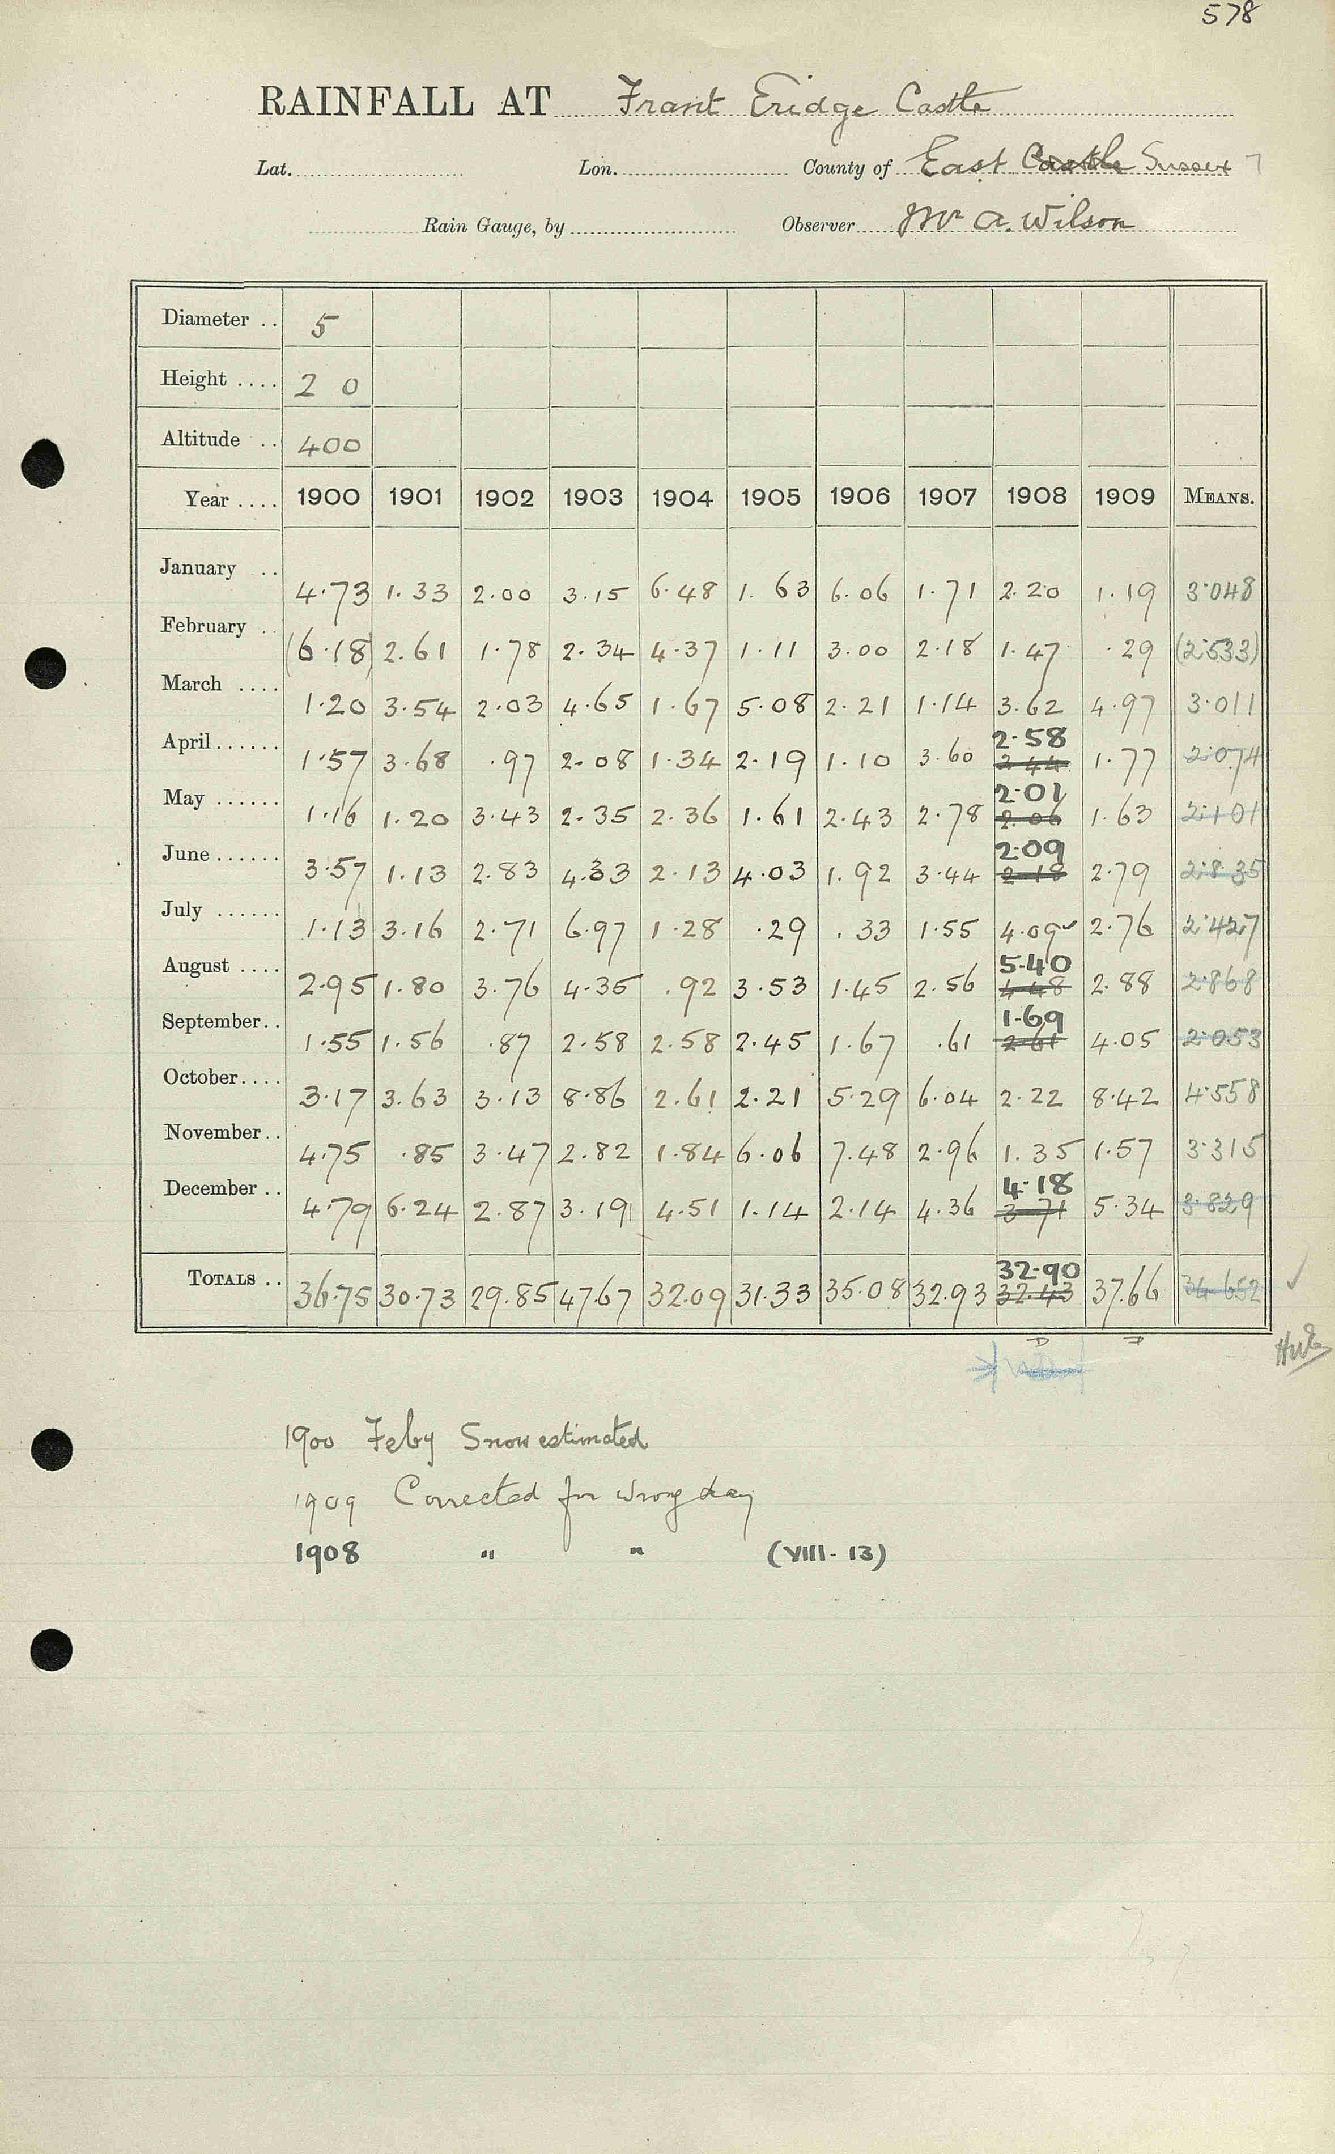 578
RAINFALL AT Frant Eridge Castle
Lat. Lon. County of East Castle Sussex
Rain Gauge, by Observer Mr A. Wilson
Diameter .. 5
Height .... 2 0
Altitude .. 400
Year .... 1900 1901 1902 1903 1904 1905 1906 1907 1908 1909 MEANS.
January .. 4.73 1.33 2.00 3.15 6.48 1.63 6.06 1.71 2.20 1.19 3.048
February .. (6.18) 2.61 1.78 2.34 4.37 1.11 3.00 2.18 1.47 .29 (2.533)
March .... 1.20 3.54 2.03 4.65 1.67 5.08 2.21 1.14 3.62 4.97 3.011
2.58
April...... 1.57 3.68 .97 2.08 1.34 2.19 1.10 3.60 2.44 1.77 2.074
2.01
May ...... 1.16 1.20 3.43 2.35 2.36 1.61 2.43 2.78 2.06 1.63 2.101
2.09
June...... 3.57 1.13 2.83 4.33 2.13 4.03 1.92 3.44 2.18 2.79 2.835
July ...... 1.13 3.16 2.71 6.97 1.28 .29 .33 1.55 4.09 2.76 2.427
5.40
August .... 2.95 1.80 3.76 4.35 .92 3.53 1.45 2.56 4.48 2.88 2.868
1.69
September.. 1.55 1.56 .87 2.58 2.58 2.45 1.67 .61 2.61 4.05 2.053
October.... 3.17 3.63 3.13 8.86 2.61 2.21 5.29 6.04 2.22 8.42 4.558
November.. 4.75 .85 3.47 2.82 1.84 6.06 7.48 2.96 1.35 1.57 3.315
4.18
December .. 4.79 6.24 2.87 3.19 4.51 1.14 2.14 4.36 3.71 5.34 3.829
32.90
TOTALS .. 36.75 30.73 29.85 47.67 32.09 31.33 35.08 32.93 32.43 37.66 34.652
1900 Feby Snow estimated
1909 Corrected for wrong day
1908 " " (VIII - 13)